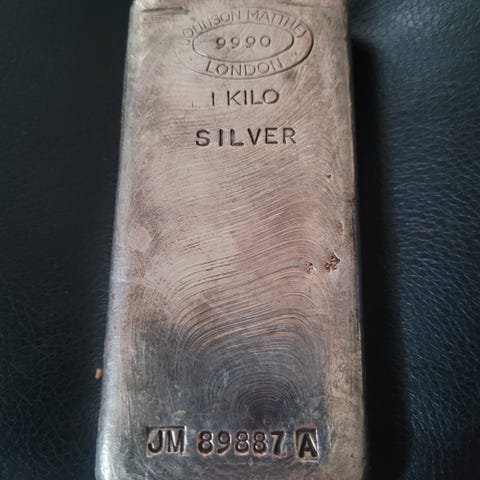 JOHNSON MATTHEY
9990
LONDON
1 KILO
SILVER
JM 89887 A